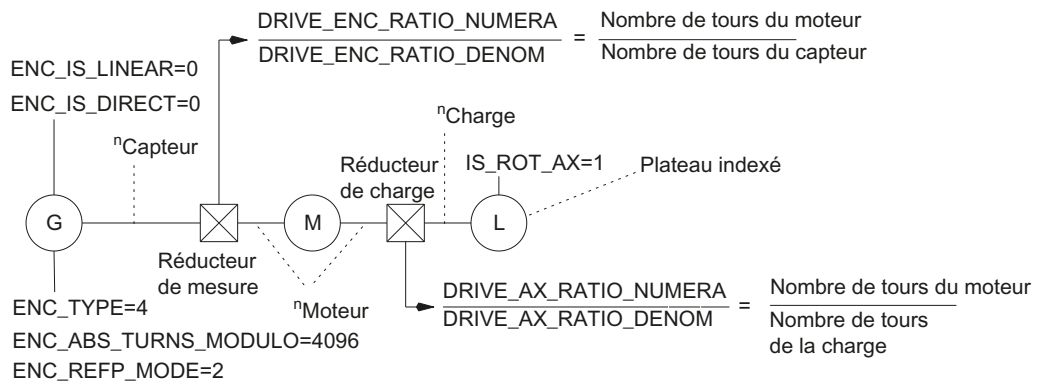 DRIVE_ENC_RATIO_NUMERA
DRIVE_ENC_RATIO_DENOM
=
Nombre de tours du moteur
Nombre de tours du capteur
ENC_IS_LINEAR=0
ENC_IS_DIRECT=0
nCapteur
nCharge
Réducteur
de charge
IS_ROT_AX=1
Plateau indexé
G
M
L
Réducteur
de mesure
nMoteur
ENC_TYPE=4
ENC_ABS_TURNS_MODULO=4096
ENC_REFP_MODE=2
DRIVE_AX_RATIO_NUMERA
DRIVE_AX_RATIO_DENOM
=
Nombre de tours du moteur
Nombre de tours
de la charge